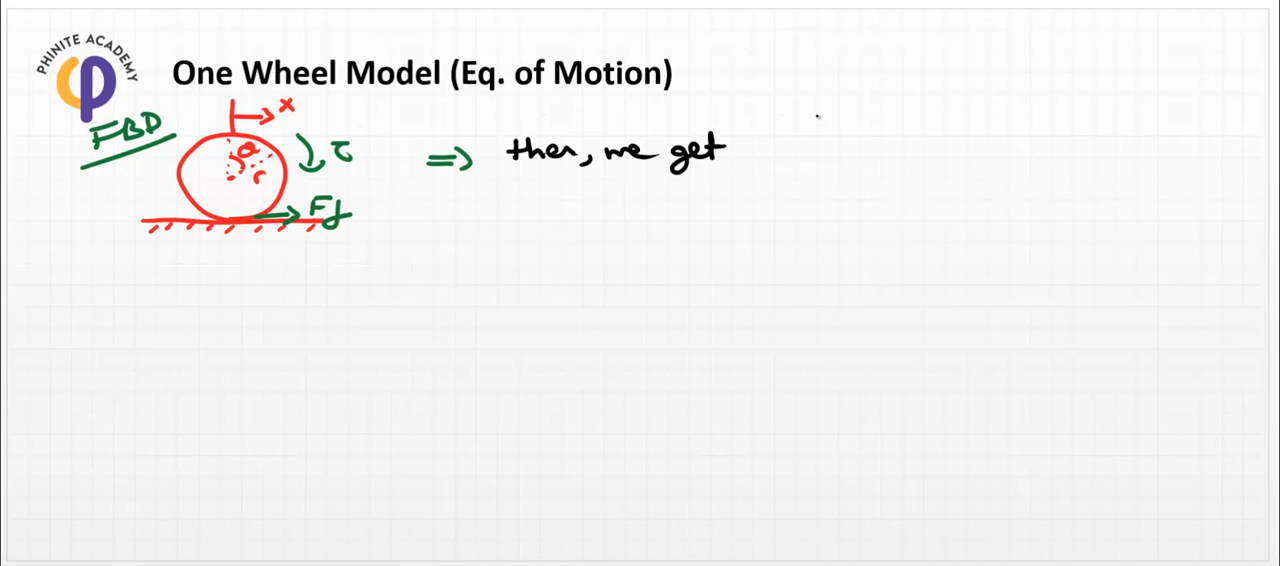 PHINITE ACADEMY
One Wheel Model (Eq. of Motion)
x
FBD
θ
τ
r
⇒ then, we get
Ff